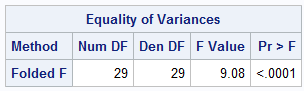 Equality of Variances
Method Num DF Den DF F Value Pr > F
Folded F 29 29 9.08 <.0001